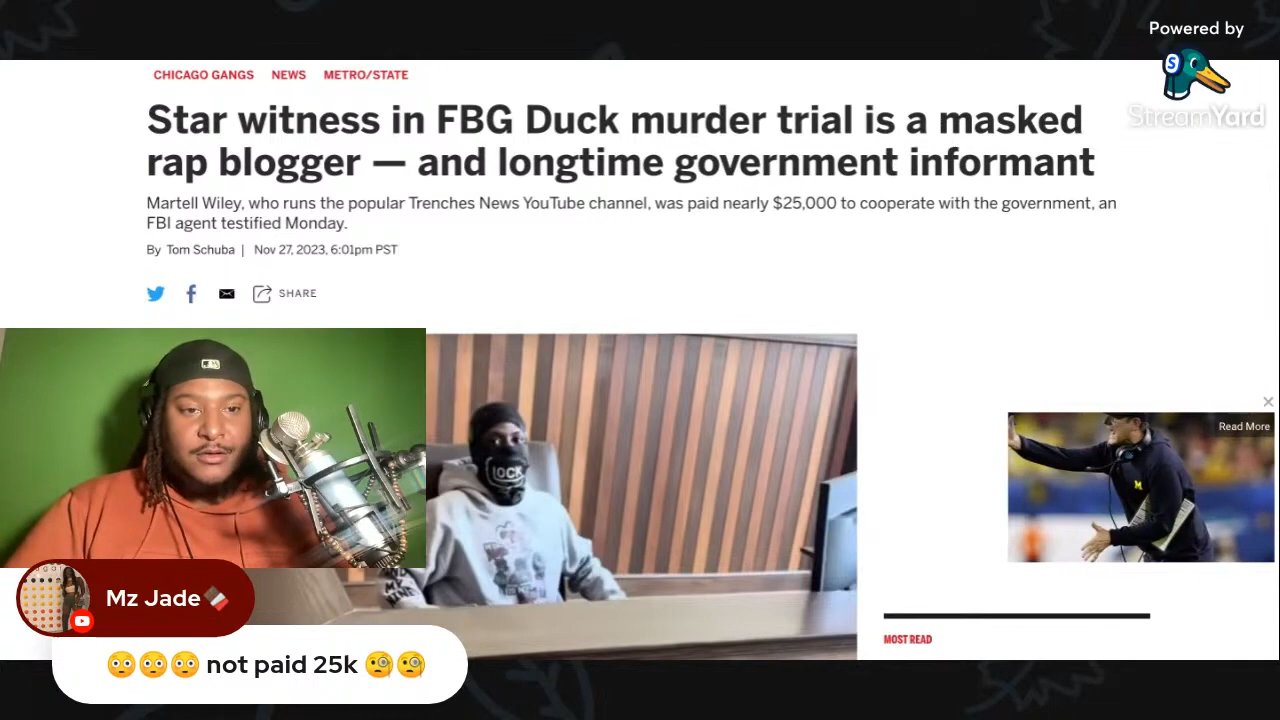 Powered by
StreamYard
CHICAGO GANGS NEWS METRO/STATE
Star witness in FBG Duck murder trial is a masked
rap blogger — and longtime government informant
Martell Wiley, who runs the popular Trenches News YouTube channel, was paid nearly $25,000 to cooperate with the government, an
FBI agent testified Monday.
By Tom Schuba | Nov 27, 2023, 6:01pm PST
SHARE
Read More
MOST READ
Mz Jade🍫
😳😳😳 not paid 25k 🧐🧐